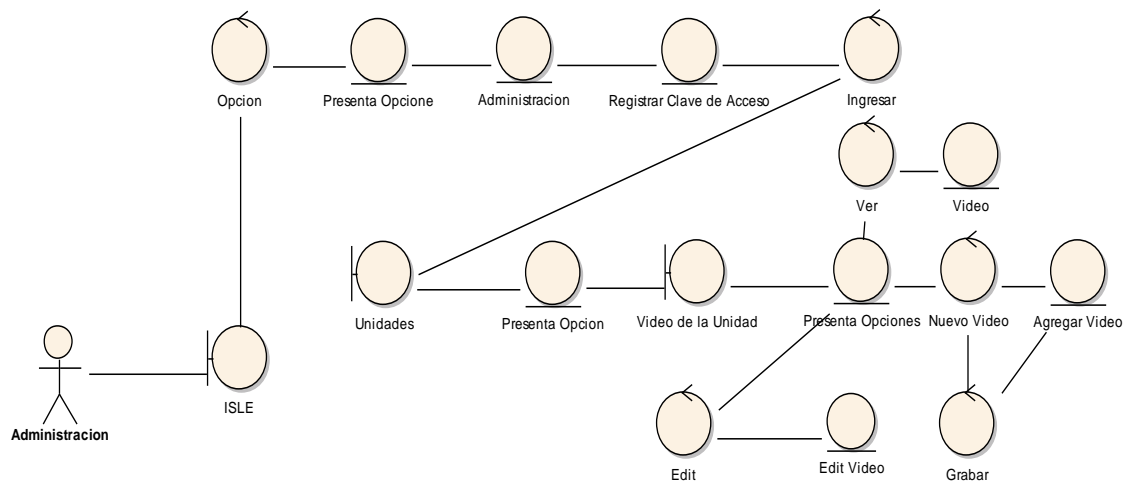 Opcion
Presenta Opcione
Administracion
Registrar Clave de Acceso
Ingresar
Ver
Video
Unidades
Presenta Opcion
Video de la Unidad
Presenta Opciones
Nuevo Video
Agregar Video
ISLE
Administracion
Edit
Edit Video
Grabar